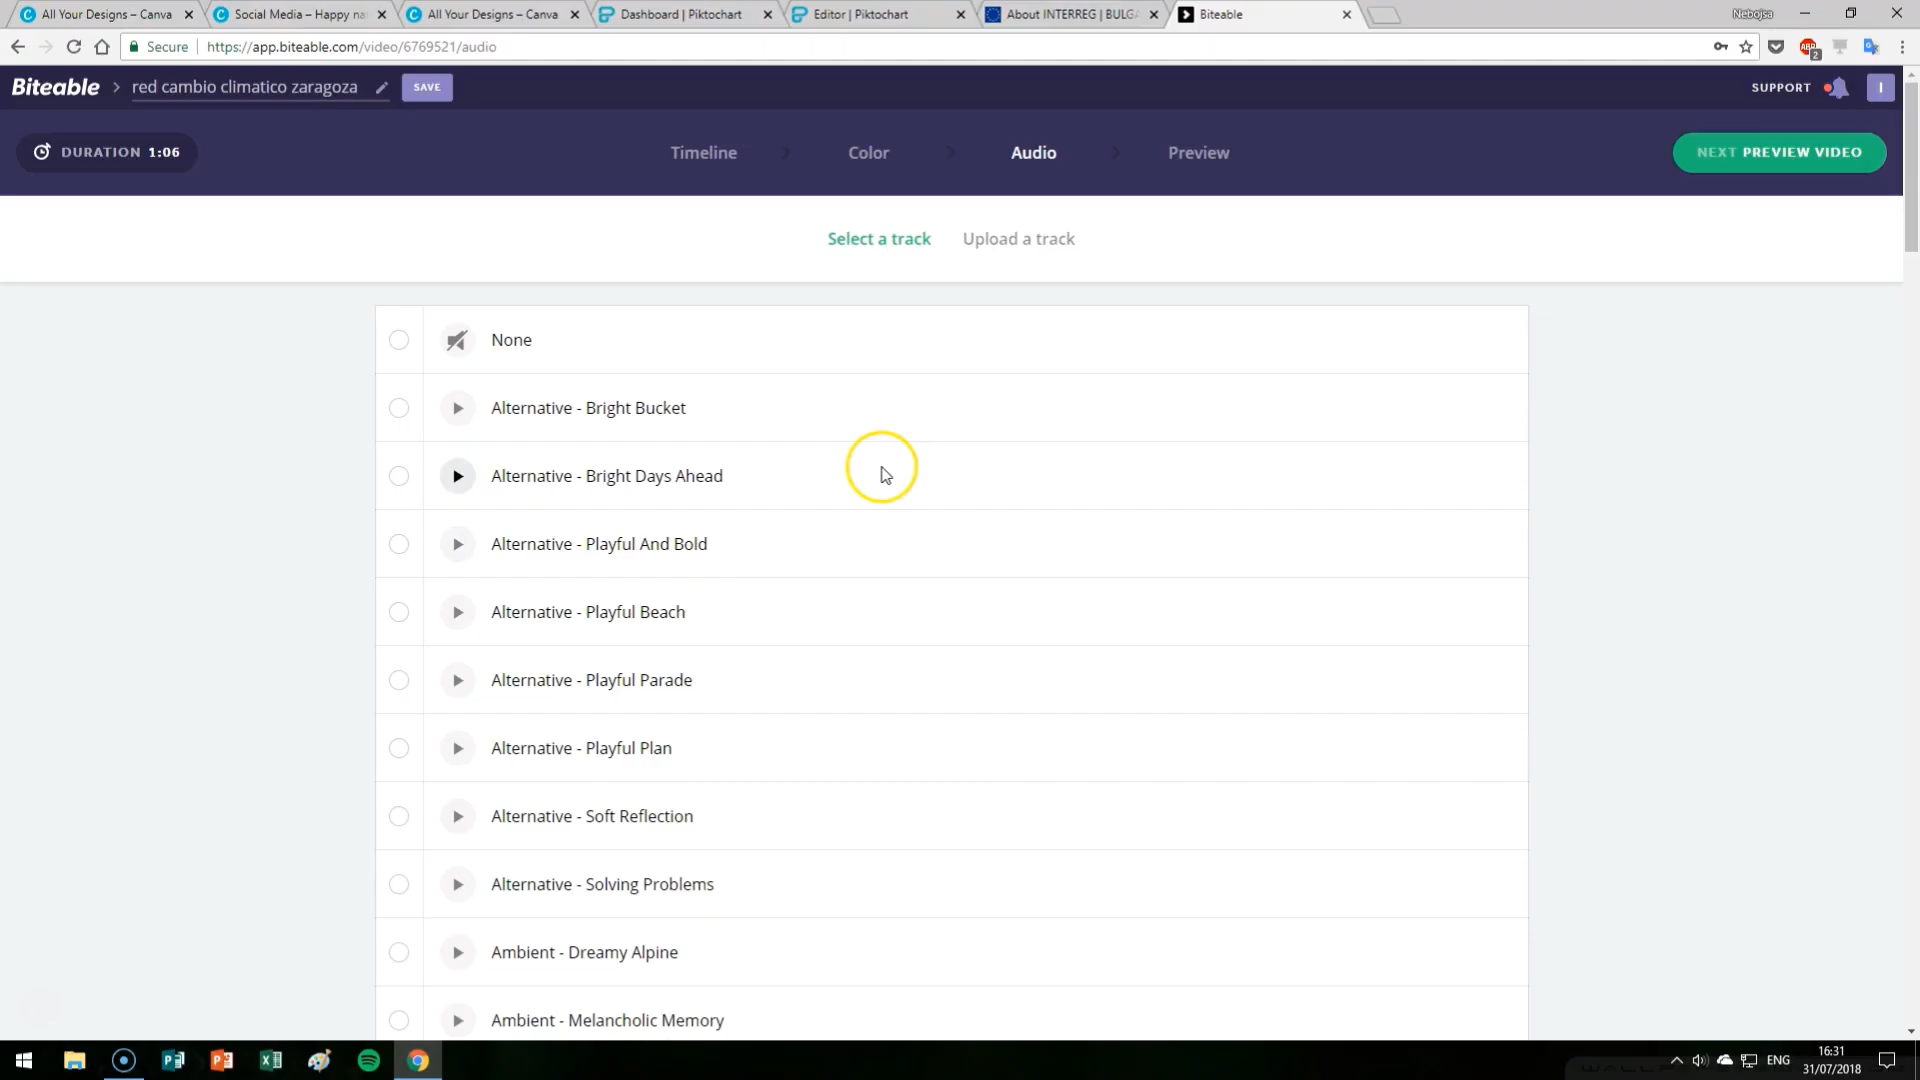 All Your Designs – Canva
Social Media – Happy na
All Your Designs – Canva
Dashboard | Piktochart
Editor | Piktochart
About INTERREG | BULGA
Biteable
Nebojsa
Secure
https://app.biteable.com/video/6769521/audio
ABP
2
Biteable
red cambio climatico zaragoza
SAVE
SUPPORT
I
DURATION 1:06
Timeline
Color
Audio
Preview
NEXT PREVIEW VIDEO
Select a track
Upload a track
None
Alternative - Bright Bucket
Alternative - Bright Days Ahead
Alternative - Playful And Bold
Alternative - Playful Beach
Alternative - Playful Parade
Alternative - Playful Plan
Alternative - Soft Reflection
Alternative - Solving Problems
Ambient - Dreamy Alpine
Ambient - Melancholic Memory
ENG
16:31
31/07/2018